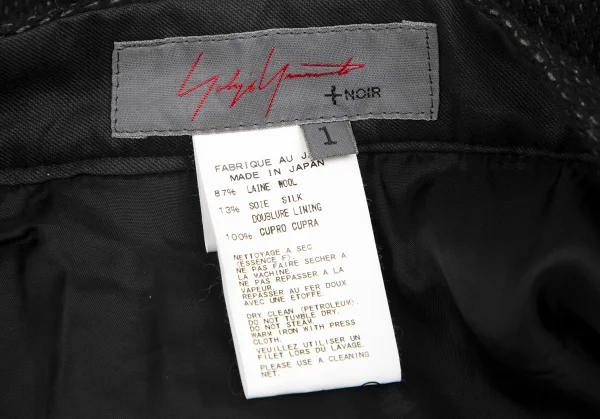 Yohji Yamamoto
+NOIR
1
FABRIQUE AU JA
MADE IN JAPAN
87% LAINE WOOL
13% SOIE SILK
DOUBLURE LINING
100% CUPRO CUPRA
NETTOYAGE A SEC
(ESSENCE F).
NE PAS FAIRE SECHER A
LA MACHINE.
NE PAS REPASSER A LA
VAPEUR.
REPASSER AU FER DOUX
AVEC UNE ETOFFE.
DRY CLEAN (PETROLEUM).
DO NOT TUMBLE DRY.
DO NOT STEAM.
WARM IRON WITH PRESS
CLOTH.
VEUILLEZ UTILISER UN
FILET LORS DU LAVAGE.
PLEASE USE A CLEANING
NET.